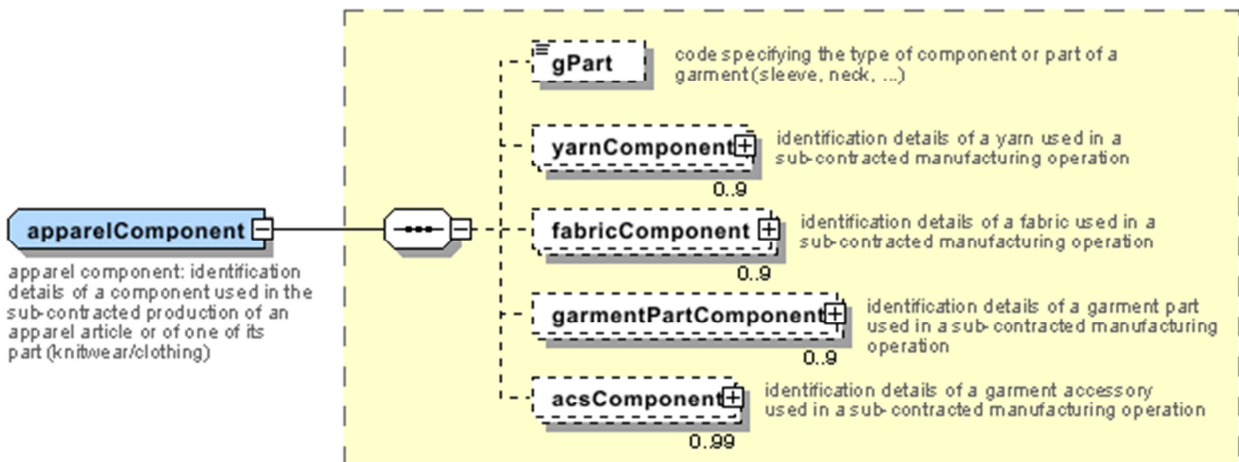 gPart
code specifying the type of component or part of a
garment (sleeve, neck, ...)
yarnComponent
identification details of a yarn used in a
sub-contracted manufacturing operation
0..9
apparelComponent
apparel component: identification
details of a component used in the
sub-contracted production of an
apparel article or of one of its
part (knitwear/clothing)
fabricComponent
identification details of a fabric used in a
sub-contracted manufacturing operation
0..9
garmentPartComponent
identification details of a garment part
used in a sub-contracted manufacturing
operation
0..9
acsComponent
identification details of a garment accessory
used in a sub-contracted manufacturing operation
0..99